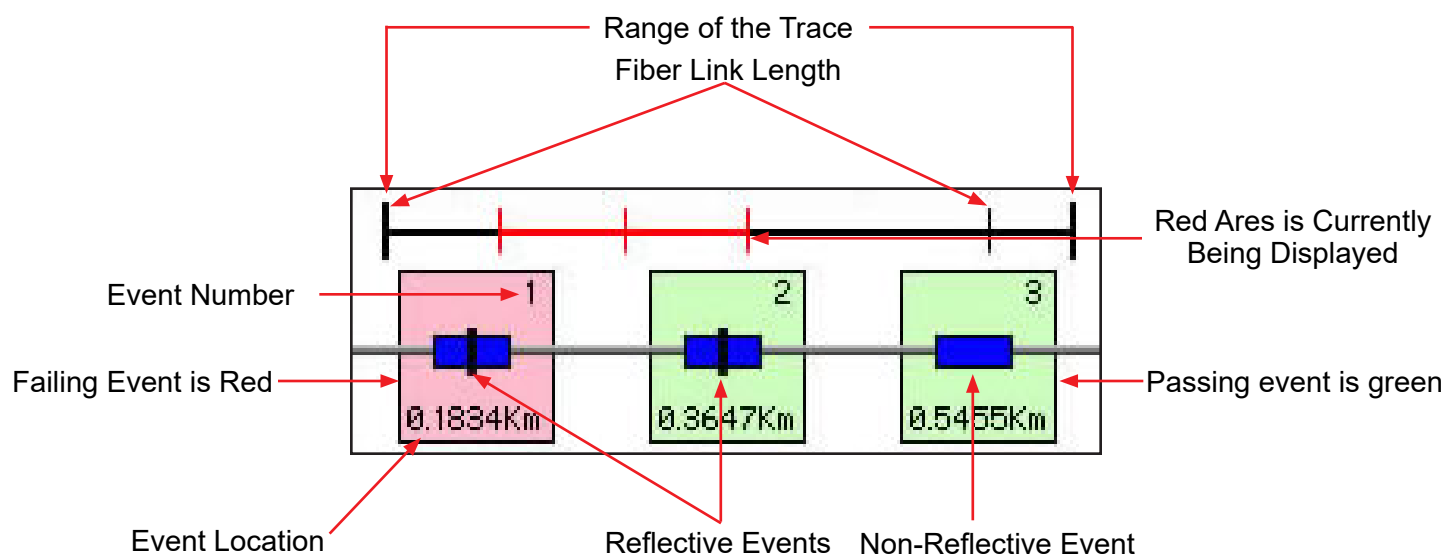 Range of the Trace
Fiber Link Length
Red Ares is Currently
Being Displayed
Event Number
1
2
3
Failing Event is Red
Passing event is green
0.1834Km
0.3647Km
0.5455Km
Event Location
Reflective Events
Non-Reflective Event